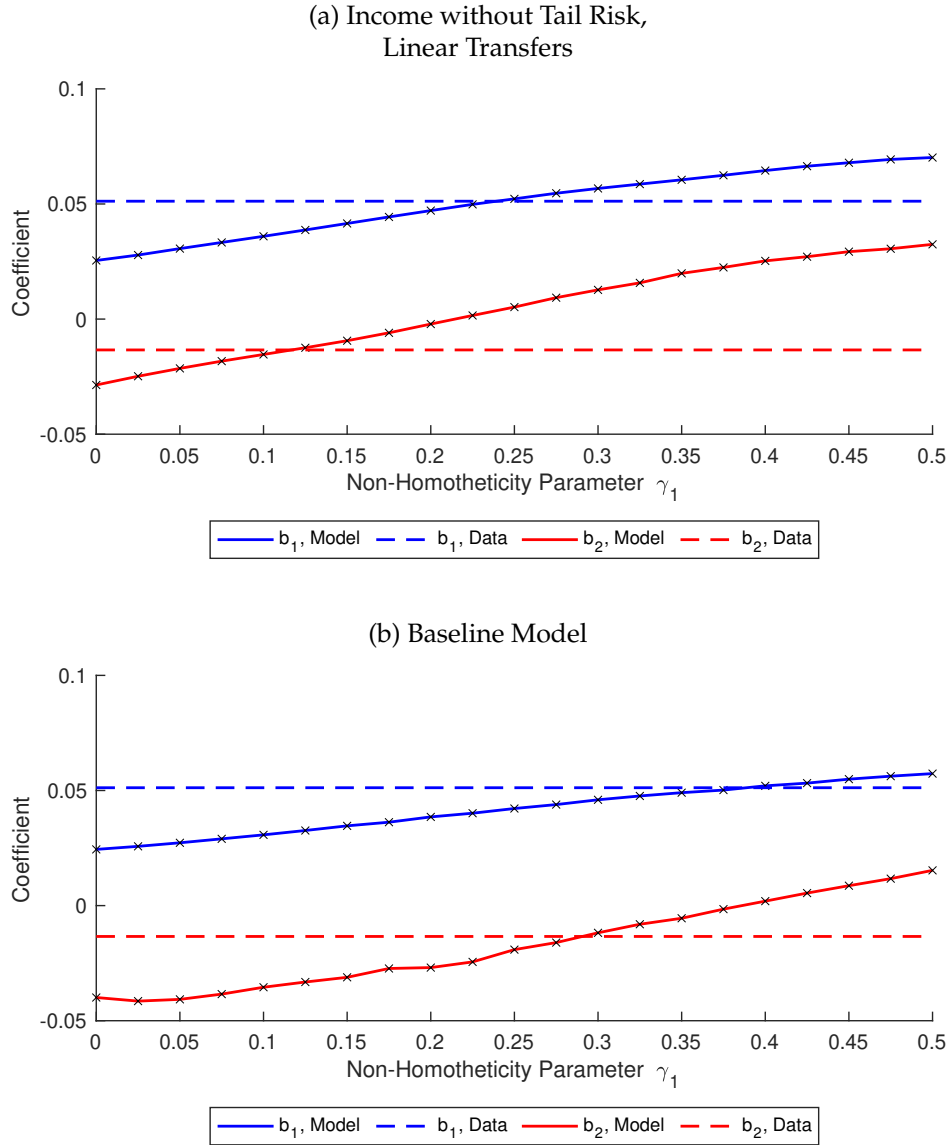 (a) Income without Tail Risk,
Linear Transfers
0.1
0.05
0
-0.05
Coefficient
0 0.05 0.1 0.15 0.2 0.25 0.3 0.35 0.4 0.45 0.5
Non-Homotheticity Parameter γ₁
b₁, Model b₁, Data b₂, Model b₂, Data
(b) Baseline Model
0.1
0.05
0
-0.05
Coefficient
0 0.05 0.1 0.15 0.2 0.25 0.3 0.35 0.4 0.45 0.5
Non-Homotheticity Parameter γ₁
b₁, Model b₁, Data b₂, Model b₂, Data